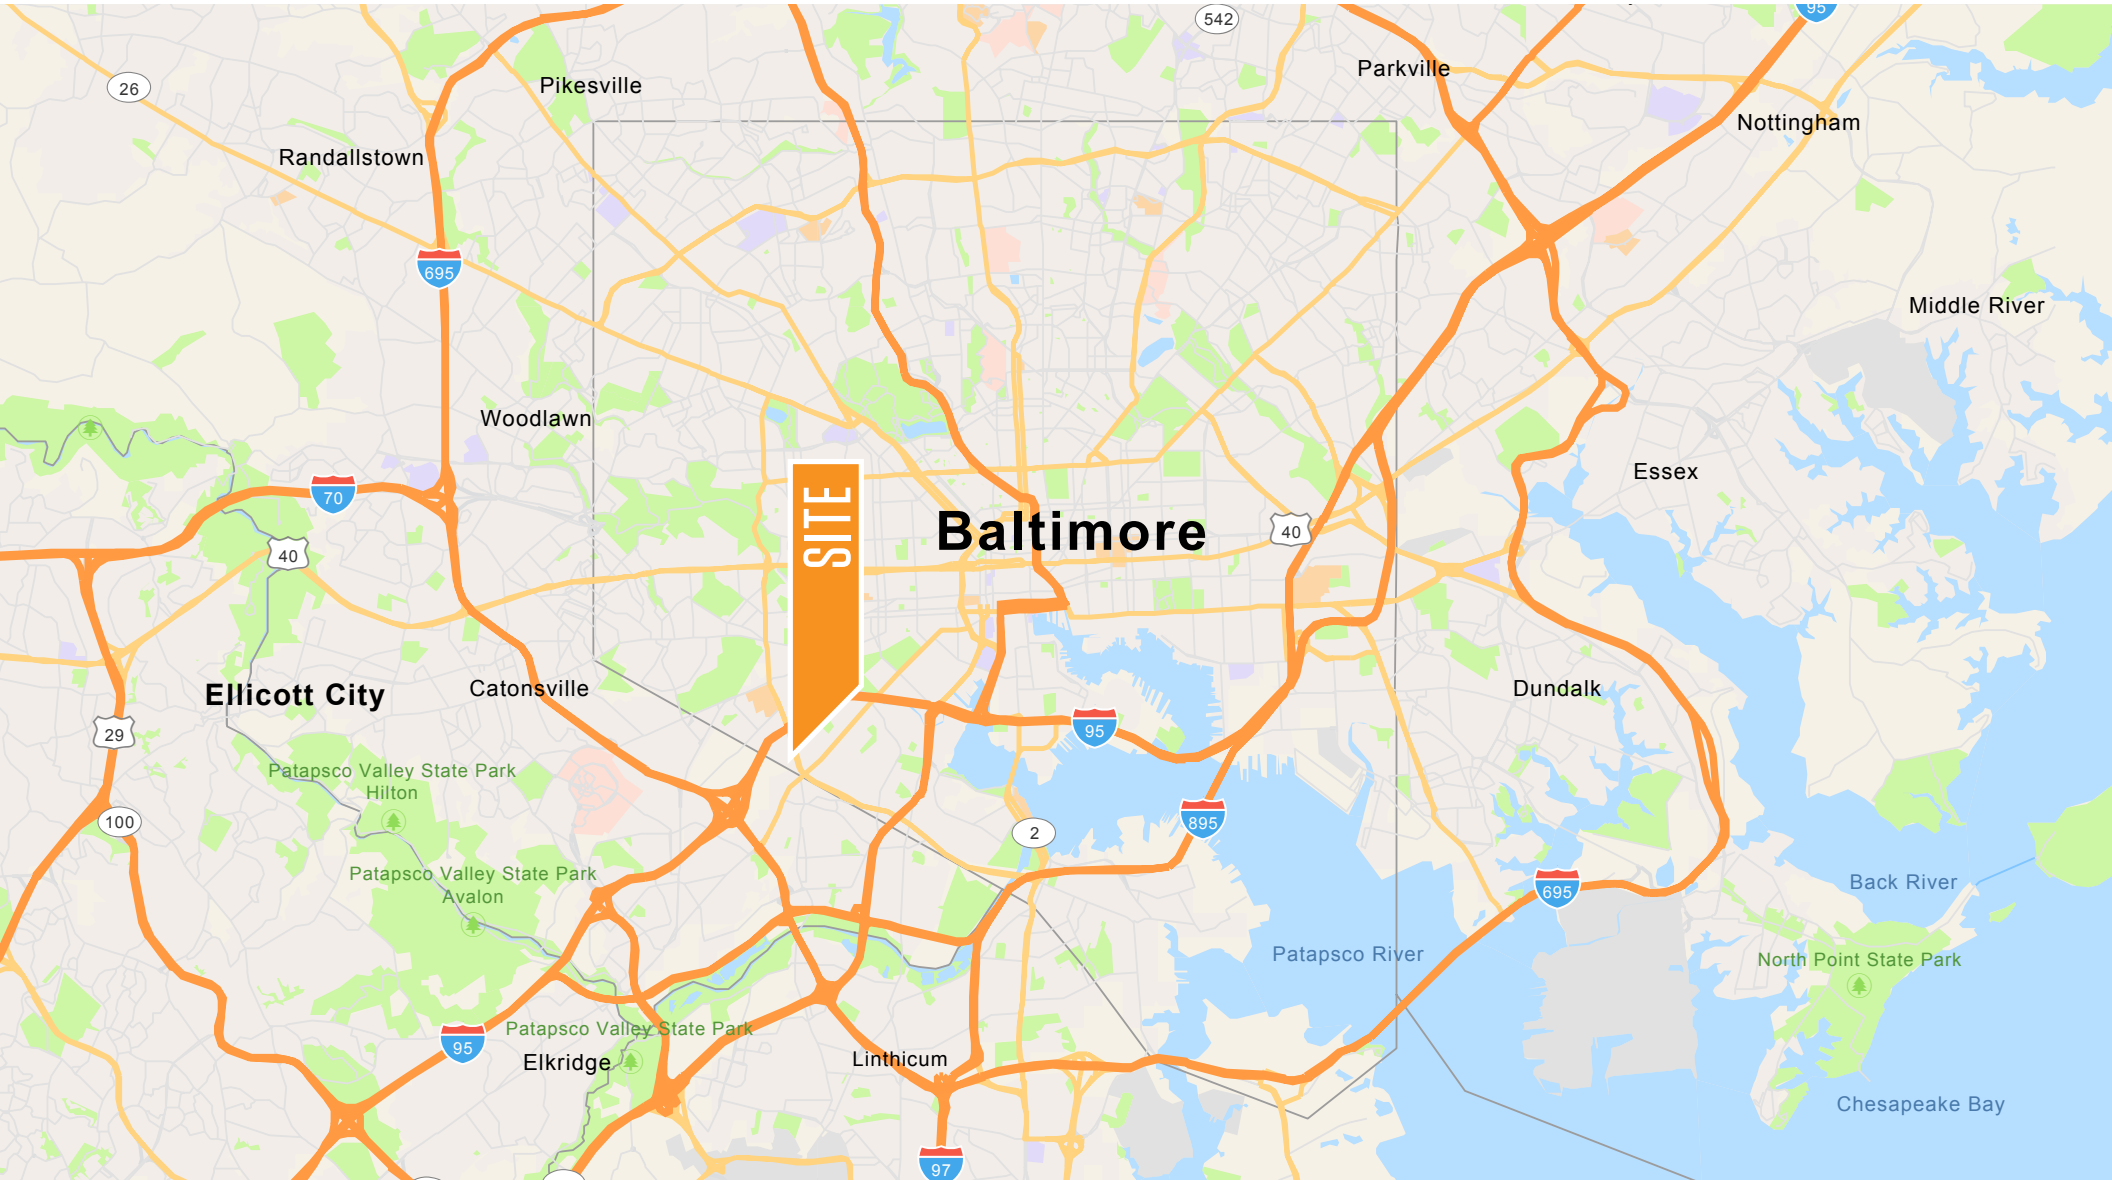 95
542
Parkville
Pikesville
26
Nottingham
Randallstown
695
Middle River
Woodlawn
Essex
70
SITE
Baltimore
40
40
Ellicott City
Catonsville
Dundalk
29
95
Patapsco Valley State Park
Hilton
100
895
2
Patapsco Valley State Park
Avalon
695
Back River
Patapsco River
North Point State Park
Patapsco Valley State Park
95
Elkridge
Linthicum
Chesapeake Bay
97